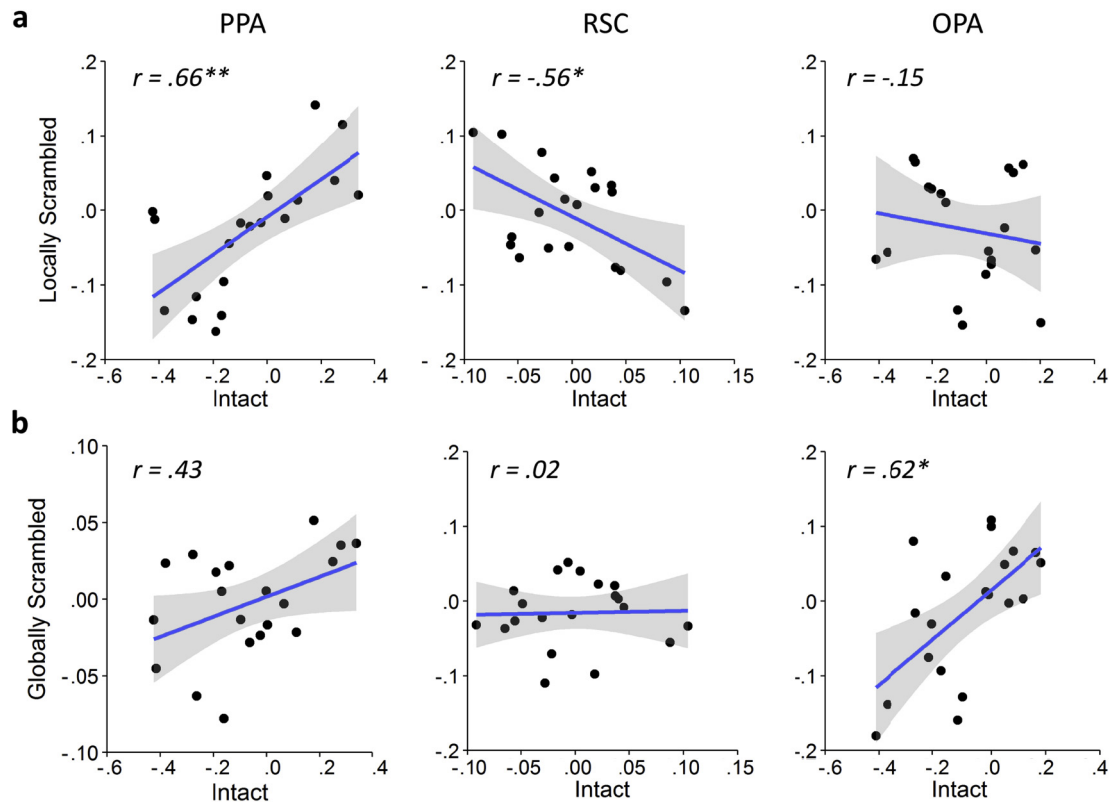 a
PPA RSC OPA
r = .66** r = -.56* r = -.15
Locally Scrambled
.2 .1 .0 -.1 -.2
.2 .1 .0 - -
.2 .1 .0 -.1 -.2
-.6 -.4 -.2 .0 .2 .4
-.10 -.05 .00 .05 .10 .15
-.6 -.4 -.2 .0 .2 .4
Intact Intact Intact
b
r = .43 r = .02 r = .62*
Globally Scrambled
.10 .05 .00 -.05 -.10
.2 .1 .0 -.1 -.2
.2 .1 .0 -.1 -.2
-.6 -.4 -.2 .0 .2 .4
-.10 -.05 .00 .05 .10 .15
-.6 -.4 -.2 .0 .2 .4
Intact Intact Intact